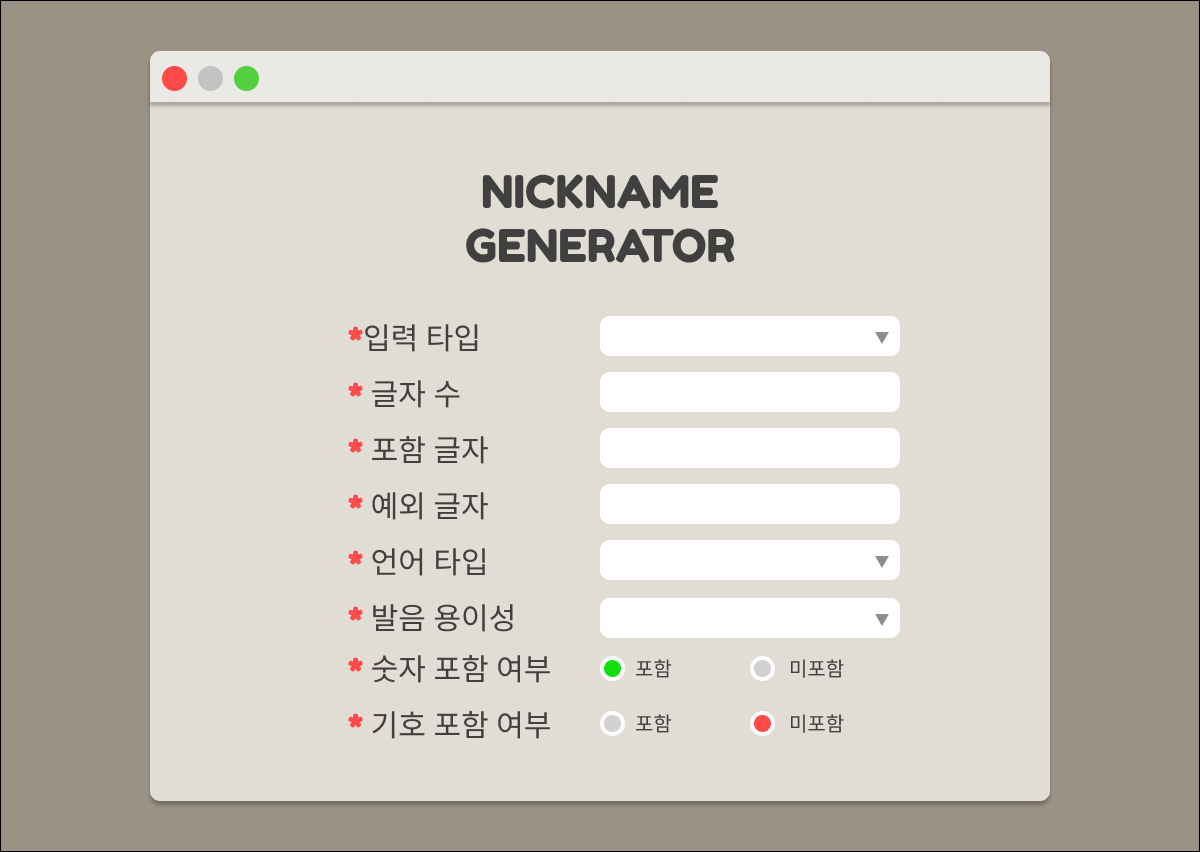 NICKNAME
GENERATOR
*입력 타입
* 글자 수
* 포함 글자
* 예외 글자
* 언어 타입
* 발음 용이성
* 숫자 포함 여부 포함 미포함
* 기호 포함 여부 포함 미포함